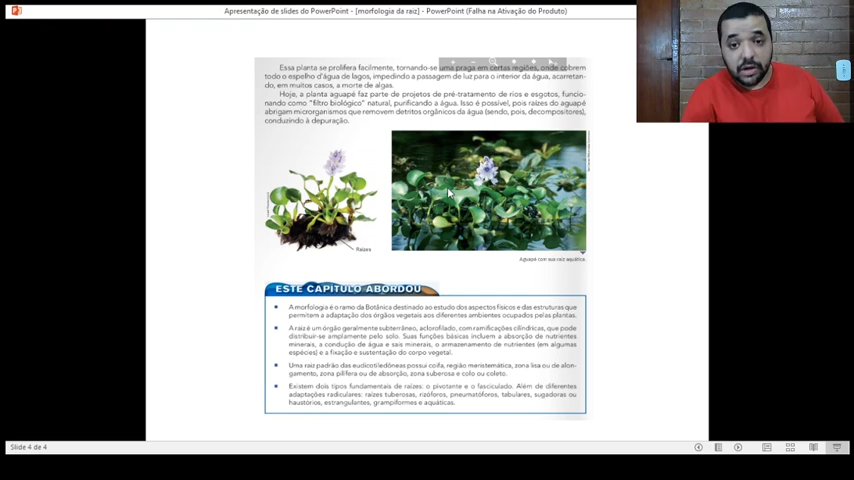 Apresentação de slides do PowerPoint - [morfologia da raiz] - PowerPoint (Falha na Ativação do Produto)
Essa planta se prolifera facilmente, tornando-se uma praga em certas regiões, onde cobrem
todo o espelho d'água de lagos, impedindo a passagem de luz para o interior da água, acarretan-
do, em muitos casos, a morte de algas.
Hoje, a planta aguapé faz parte de projetos de pré-tratamento de rios e esgotos, funcio-
nando como "filtro biológico" natural, purificando a água. Isso é possível, pois raízes do aguapé
abrigam microrganismos que removem detritos orgânicos da água (sendo, pois, decompositores),
conduzindo à depuração.
Raízes
Aguapé com sua raiz aquática.
ESTE CAPÍTULO ABORDOU
A morfologia é o ramo da Botânica destinado ao estudo dos aspectos físicos e das estruturas que
permitem a adaptação dos órgãos vegetais aos diferentes ambientes ocupados pelas plantas.
A raiz é um órgão geralmente subterrâneo, aclorofilado, com ramificações cilíndricas, que pode
distribuir-se amplamente pelo solo. Suas funções básicas incluem a absorção de nutrientes
minerais, a condução de água e sais minerais, o armazenamento de nutrientes (em algumas
espécies) e a fixação e sustentação do corpo vegetal.
Uma raiz padrão das eudicotiledôneas possui coifa, região meristemática, zona lisa ou de alon-
gamento, zona pilífera ou de absorção, zona suberosa e colo ou coleto.
Existem dois tipos fundamentais de raízes: o pivotante e o fasciculado. Além de diferentes
adaptações radiculares: raízes tuberosas, rizóforos, pneumatóforos, tabulares, sugadoras ou
haustórios, estrangulantes, grampiformes e aquáticas.
Slide 4 de 4